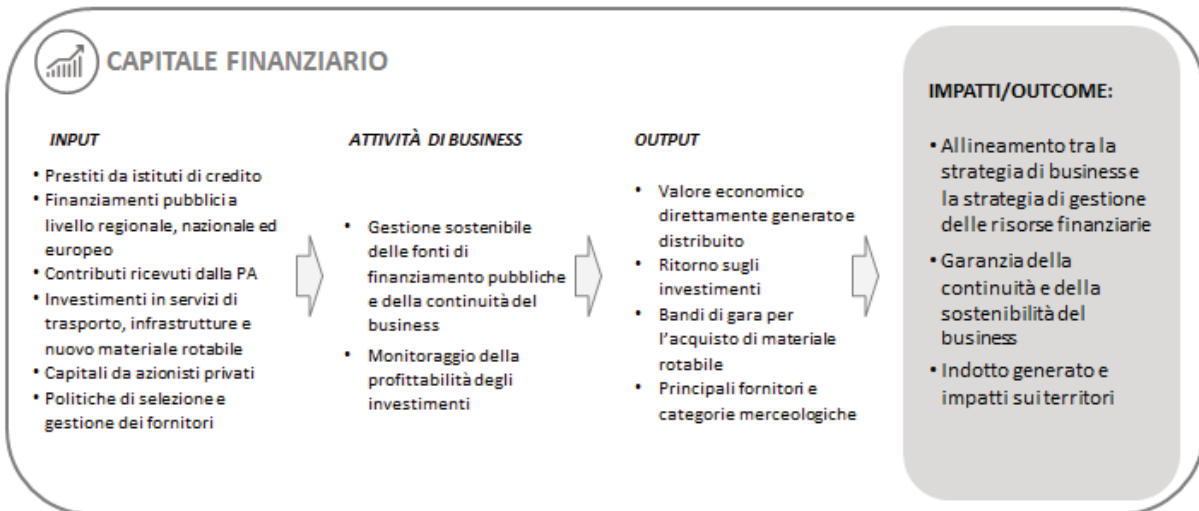 CAPITALE FINANZIARIO
INPUT
• Prestiti da istituti di credito
• Finanziamenti pubblici a
livello regionale, nazionale ed
europeo
• Contributi ricevuti dalla PA
• Investimenti in servizi di
trasporto, infrastrutture e
nuovo materiale rotabile
• Capitali da azionisti privati
• Politiche di selezione e
gestione dei fornitori
ATTIVITÀ DI BUSINESS
• Gestione sostenibile
delle fonti di
finanziamento pubbliche
e della continuità del
business
• Monitoraggio della
profittabilità degli
investimenti
OUTPUT
• Valore economico
direttamente generato e
distribuito
• Ritorno sugli
investimenti
• Bandi di gara per
l'acquisto di materiale
rotabile
• Principali fornitori e
categorie merceologiche
IMPATTI/OUTCOME:
• Allineamento tra la
strategia di business e
la strategia di gestione
delle risorse finanziarie
• Garanzia della
continuità e della
sostenibilità del
business
• Indotto generato e
impatti sui territori